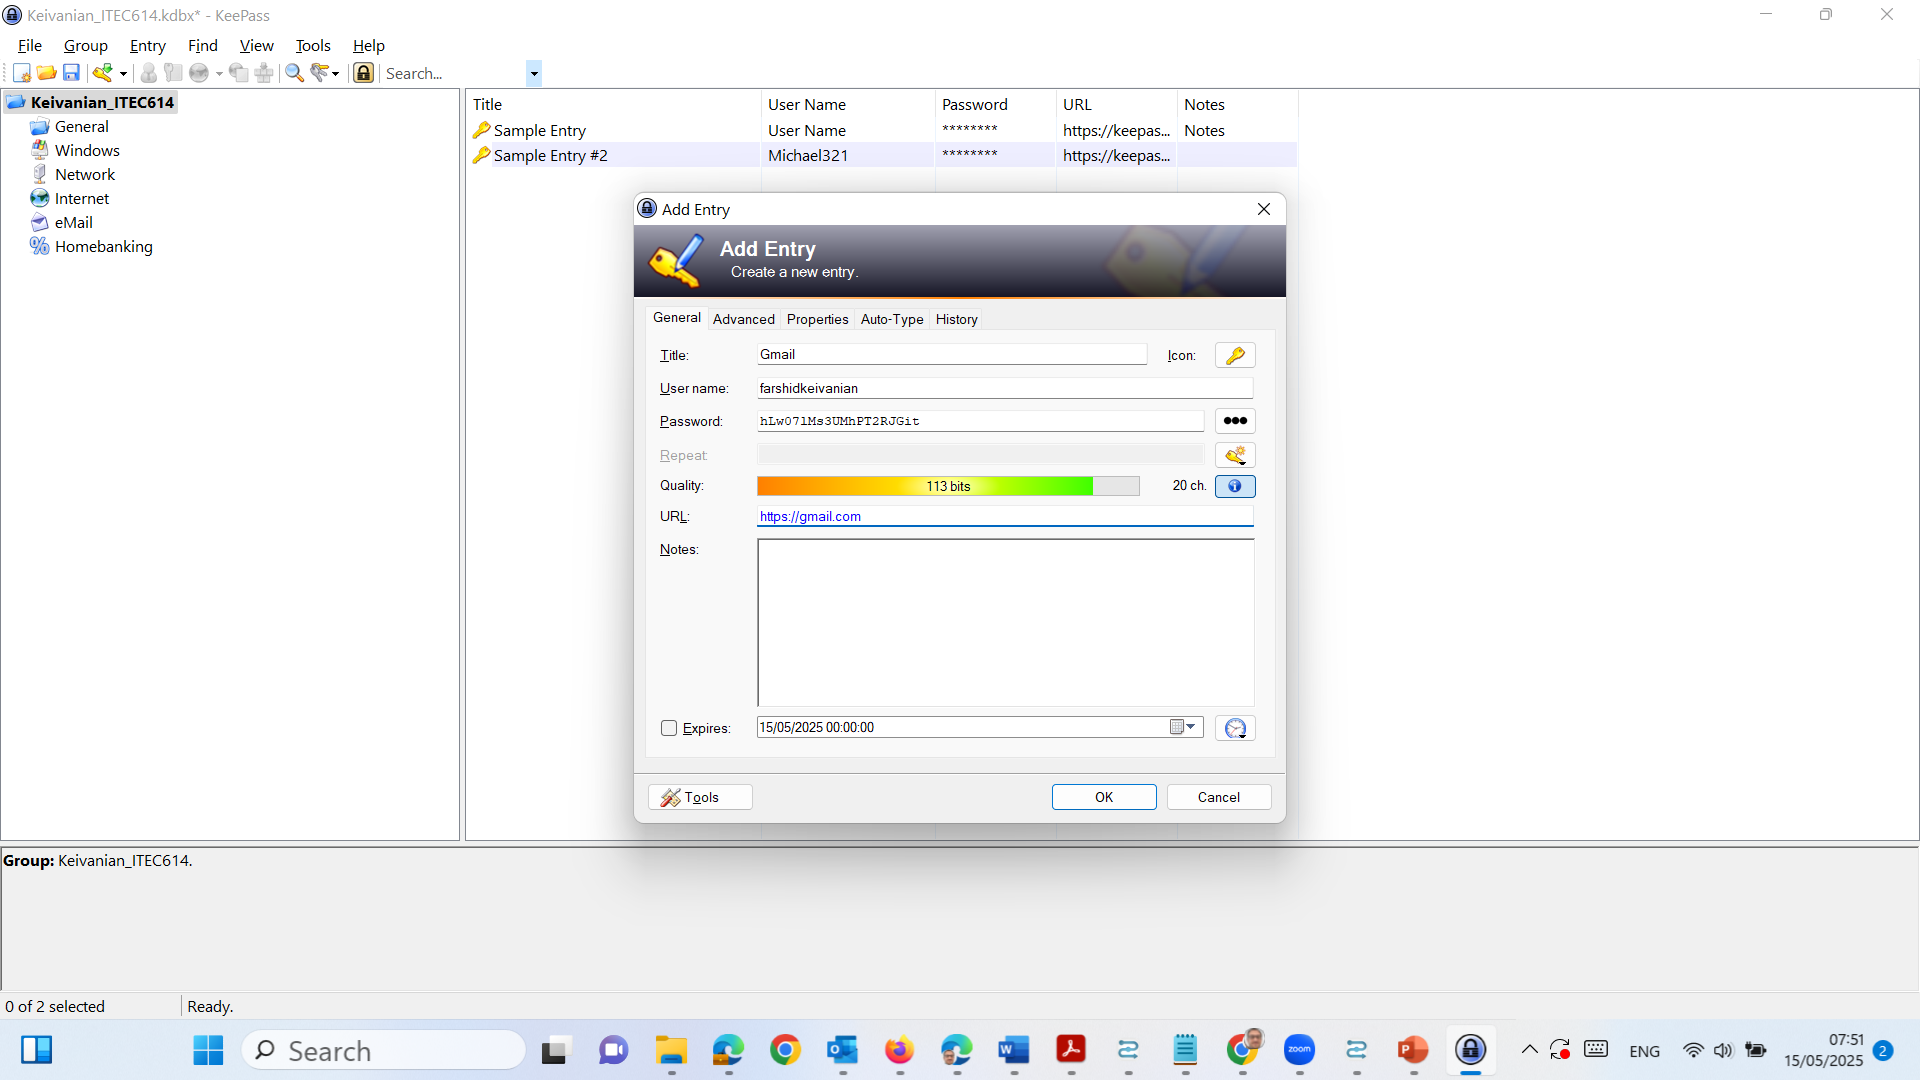 Keivanian_ITEC614.kdbx* - KeePass
File Group Entry Find View Tools Help
Search...
Keivanian_ITEC614
General
Windows
Network
Internet
eMail
Homebanking
Title User Name Password URL Notes
Sample Entry User Name ******** https://keepas... Notes
Sample Entry #2 Michael321 ******** https://keepas...
Add Entry
Add Entry
Create a new entry.
General Advanced Properties Auto-Type History
Title: Gmail Icon:
User name: farshidkeivanian
Password: hLw07lMs3UMhPT2RJGit
Repeat:
Quality: 113 bits 20 ch.
URL: https://gmail.com
Notes:
Expires: 15/05/2025 00:00:00
Tools OK Cancel
Group: Keivanian_ITEC614.
0 of 2 selected Ready.
Search zoom ENG 07:51
15/05/2025 2